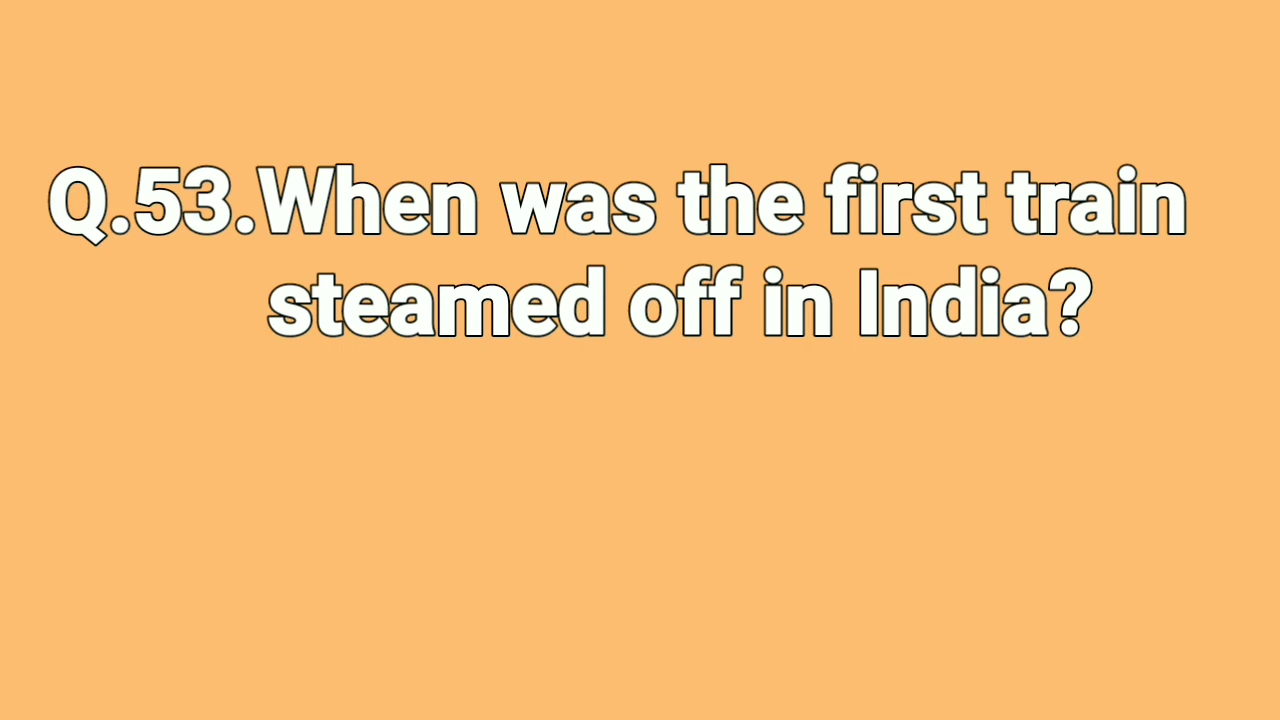 Q.53.When was the first train
steamed off in India?